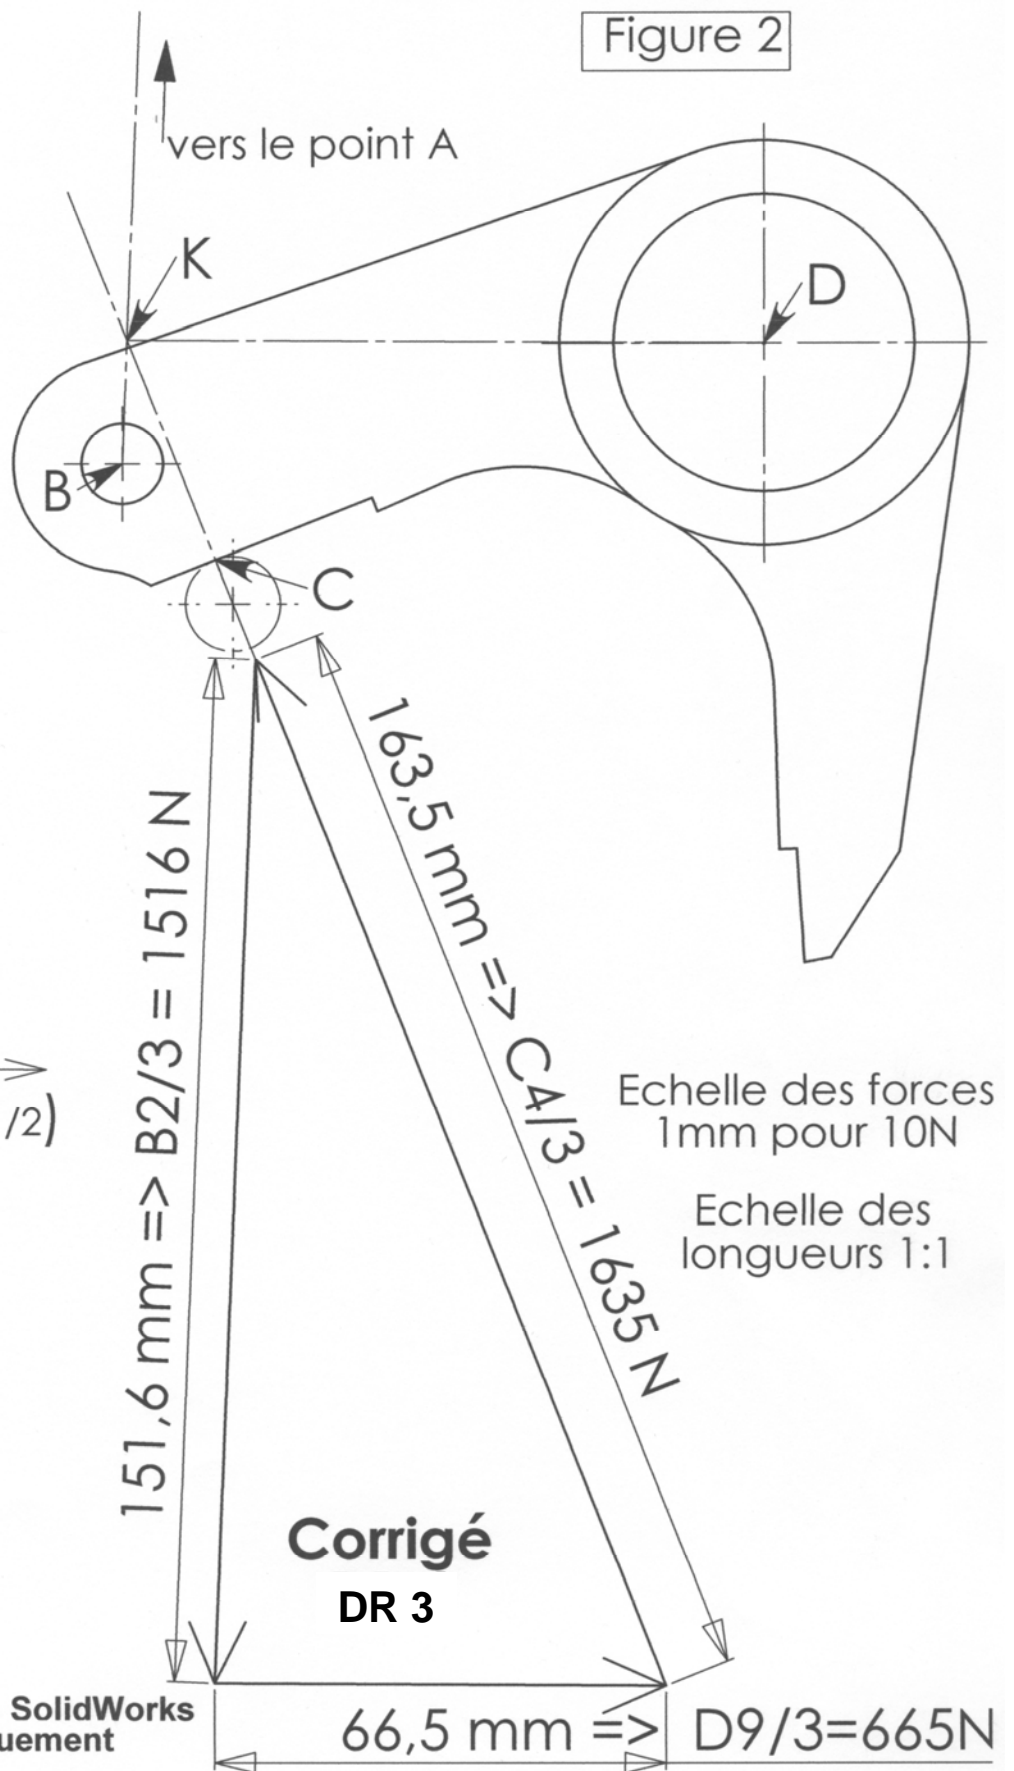 Figure 2
vers le point A
K
D
B
C
163,5 mm => C4/3 = 1635 N
151,6 mm => B2/3 = 1516 N
/2)
Echelle des forces
1mm pour 10N
Echelle des
longueurs 1:1
Corrigé
DR 3
SolidWorks
uement
66,5 mm => D9/3=665N